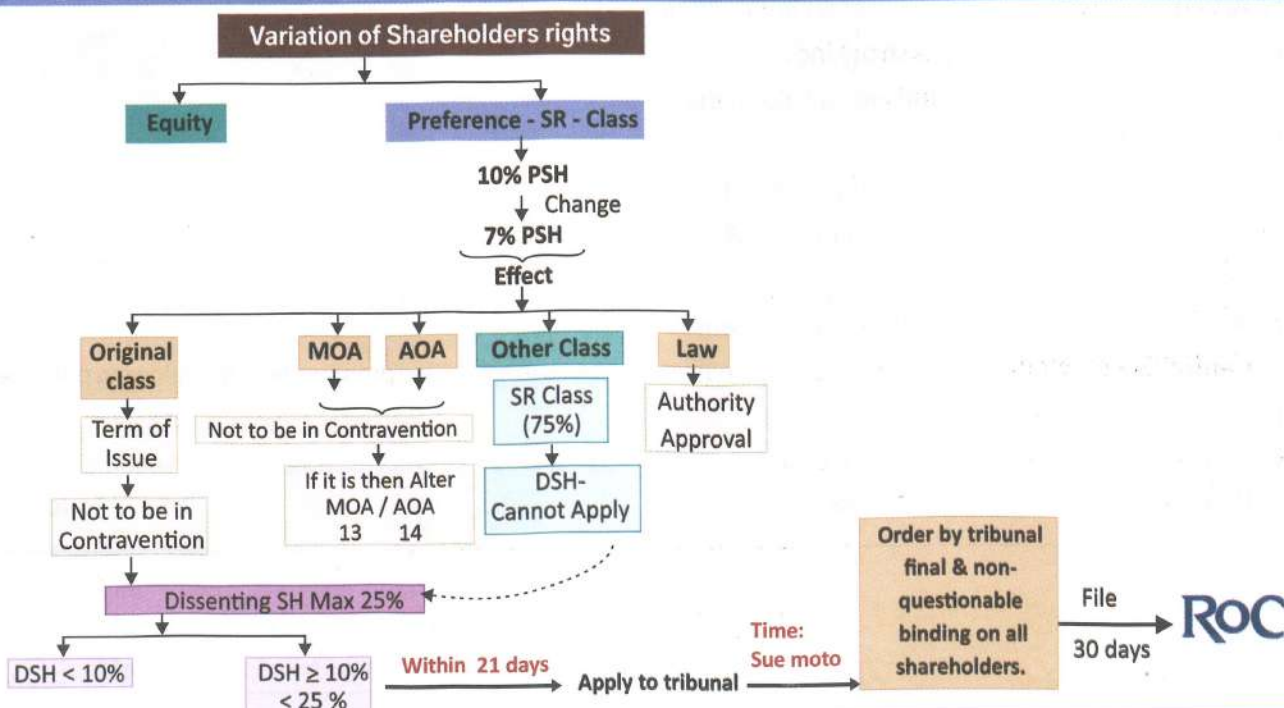 Variation of Shareholders rights
Equity
Preference - SR - Class
10% PSH
Change
7% PSH
Effect
Original
class
MOA
AOA
Other Class
Law
Term of
Issue
Not to be in Contravention
SR Class
(75%)
Authority
Approval
Not to be in
Contravention
If it is then Alter
MOA / AOA
13 14
DSH-
Cannot Apply
Dissenting SH Max 25%
DSH < 10%
DSH ≥ 10%
< 25 %
Within 21 days
Apply to tribunal
Time:
Sue moto
Order by tribunal
final & non-
questionable
binding on all
shareholders.
File
30 days
RoC